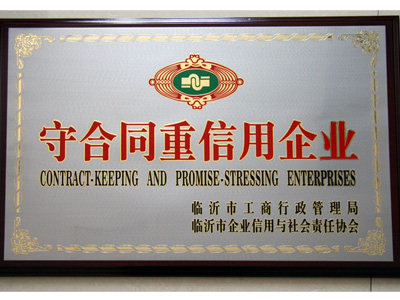 守合同重信用企业
CONTRACT-KEEPING AND PROMISE-STRESSING ENTERPRISES
临沂市工商行政管理局
临沂市企业信用与社会责任协会